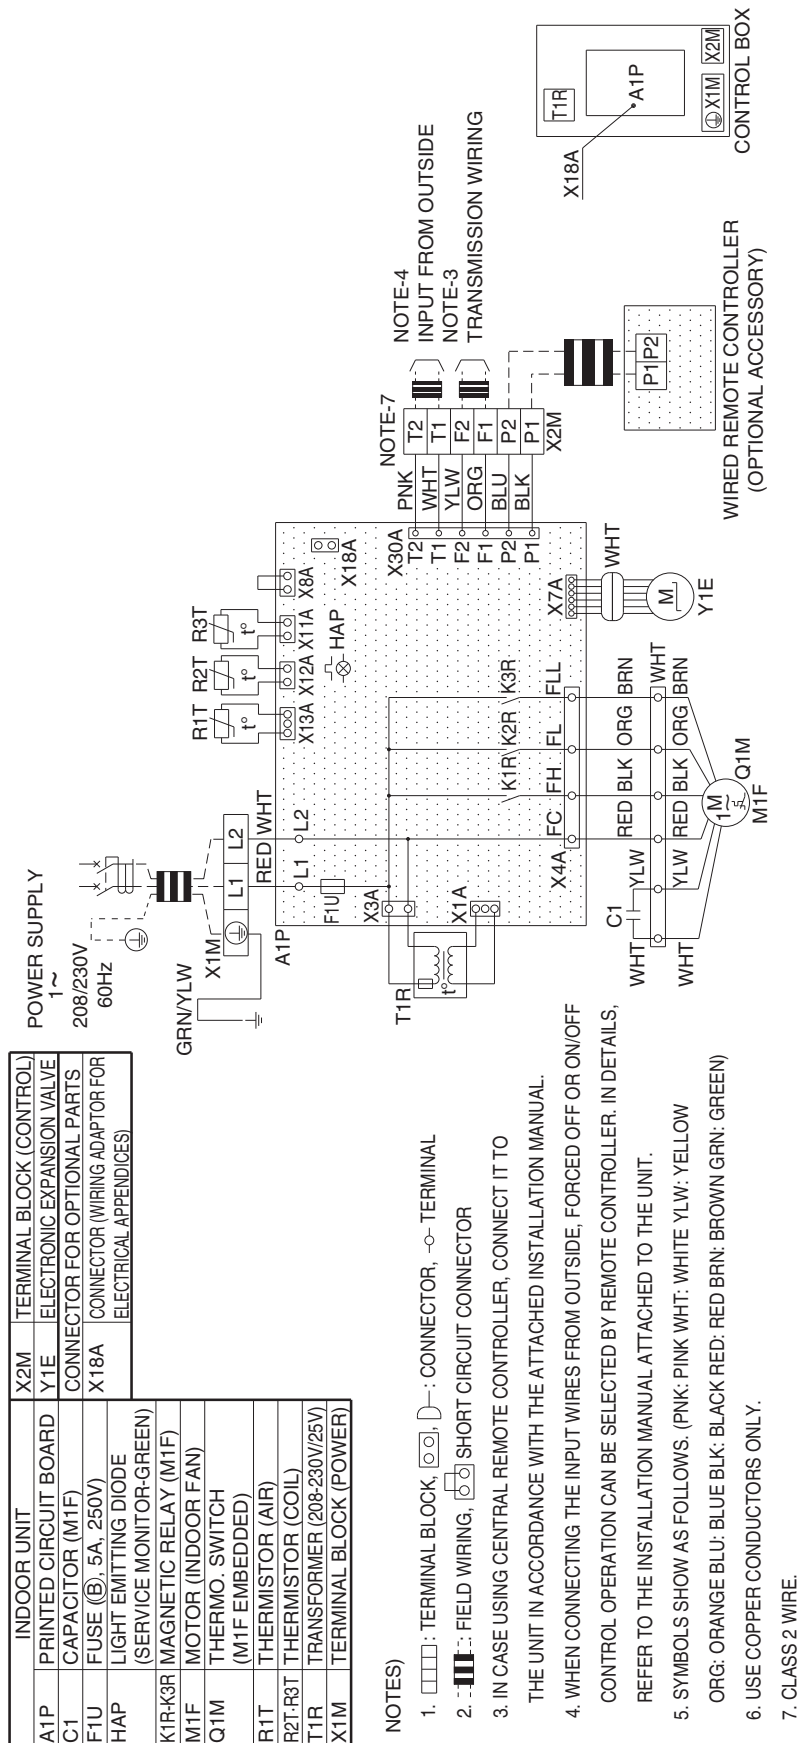 INDOOR UNIT
A1P PRINTED CIRCUIT BOARD
C1 CAPACITOR (M1F)
F1U FUSE (Ⓑ, 5A, 250V)
HAP LIGHT EMITTING DIODE
(SERVICE MONITOR-GREEN)
K1R-K3R MAGNETIC RELAY (M1F)
M1F MOTOR (INDOOR FAN)
Q1M THERMO. SWITCH
(M1F EMBEDDED)
R1T THERMISTOR (AIR)
R2T-R3T THERMISTOR (COIL)
T1R TRANSFORMER (208-230V/25V)
X1M TERMINAL BLOCK (POWER)
X2M TERMINAL BLOCK (CONTROL)
Y1E ELECTRONIC EXPANSION VALVE
CONNECTOR FOR OPTIONAL PARTS
X18A CONNECTOR (WIRING ADAPTOR FOR
ELECTRICAL APPENDICES)
NOTES)
1. : TERMINAL BLOCK, , : CONNECTOR, : TERMINAL
2. : FIELD WIRING, SHORT CIRCUIT CONNECTOR
3. IN CASE USING CENTRAL REMOTE CONTROLLER, CONNECT IT TO
THE UNIT IN ACCORDANCE WITH THE ATTACHED INSTALLATION MANUAL.
4. WHEN CONNECTING THE INPUT WIRES FROM OUTSIDE, FORCED OFF OR ON/OFF
CONTROL OPERATION CAN BE SELECTED BY REMOTE CONTROLLER. IN DETAILS,
REFER TO THE INSTALLATION MANUAL ATTACHED TO THE UNIT.
5. SYMBOLS SHOW AS FOLLOWS. (PNK: PINK WHT: WHITE YLW: YELLOW
ORG: ORANGE BLU: BLUE BLK: BLACK RED: RED BRN: BROWN GRN: GREEN)
6. USE COPPER CONDUCTORS ONLY.
7. CLASS 2 WIRE.
POWER SUPPLY
1~
208/230V
60Hz
X1M
L1
L2
GRN/YLW
RED
WHT
A1P
L1
L2
F1U
X3A
X1A
T1R
t°
R1T
R2T
R3T
t°
t°
t°
X13A
X12A
X11A
X8A
HAP
X18A
K1R
K2R
K3R
X4A
FC
FH
FL
FLL
RED
BLK
ORG
BRN
C1
WHT
YLW
WHT
WHT
YLW
RED
BLK
ORG
BRN
1M
~
Q1M
M1F
X7A
WHT
M
Y1E
X30A
T2
T1
F2
F1
P2
P1
PNK
WHT
YLW
ORG
BLU
BLK
NOTE-7
T2
T1
F2
F1
P2
P1
X2M
NOTE-4
INPUT FROM OUTSIDE
NOTE-3
TRANSMISSION WIRING
P1
P2
WIRED REMOTE CONTROLLER
(OPTIONAL ACCESSORY)
X18A
T1R
A1P
X1M
X2M
CONTROL BOX